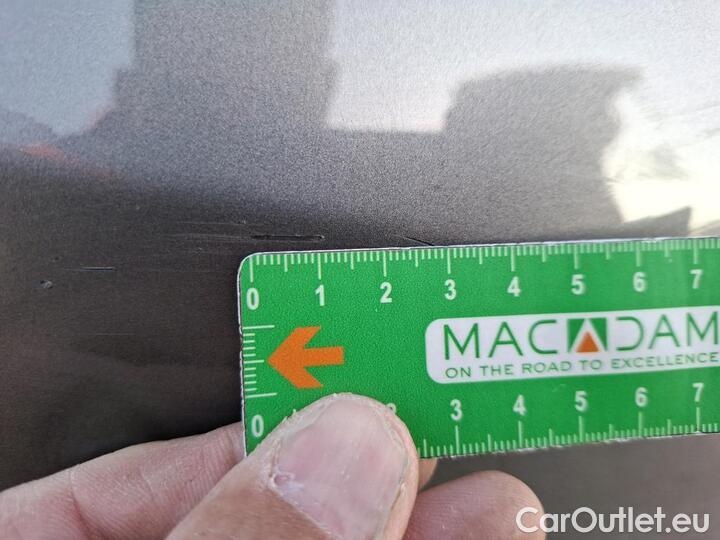 0 1 2 3 4 5 6 7
MACADAM
ON THE ROAD TO EXCELLENCE
0 3 4 5 6 7
CarOutlet.eu